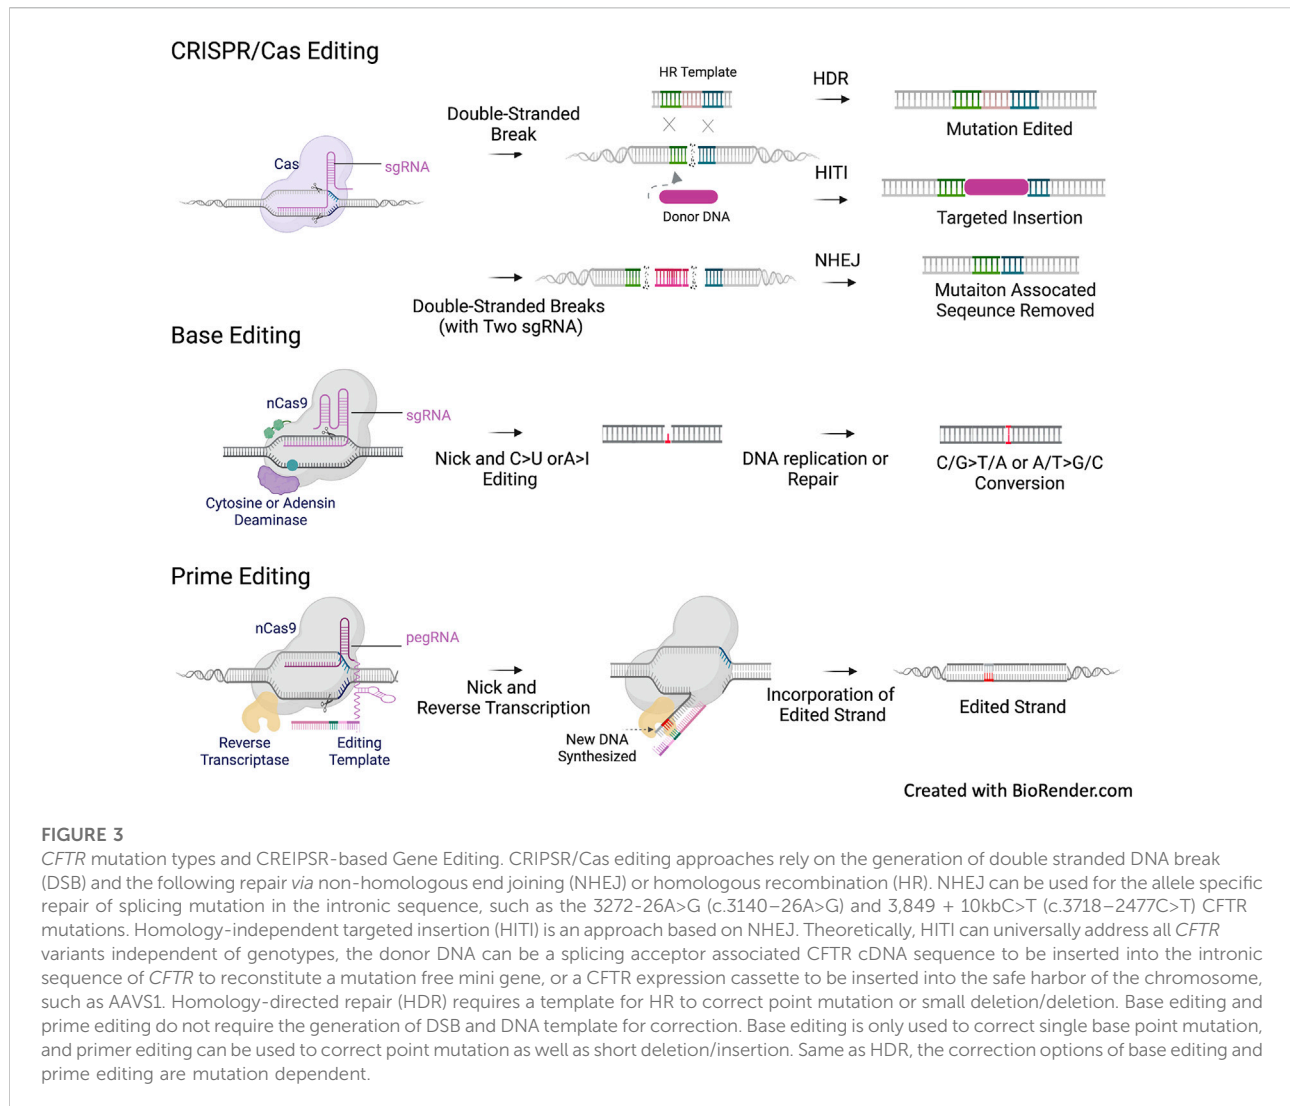 CRISPR/Cas Editing
HR Template
HDR
Double-Stranded
Break
Mutation Edited
Cas
sgRNA
HITI
Donor DNA
Targeted Insertion
NHEJ
Double-Stranded Breaks
(with Two sgRNA)
Mutaiton Assocated
Seqeunce Removed
Base Editing
nCas9
sgRNA
Nick and C>U orA>I
Editing
DNA replication or
Repair
C/G>T/A or A/T>G/C
Conversion
Cytosine or Adensin
Deaminase
Prime Editing
nCas9
pegRNA
Nick and
Reverse Transcription
Incorporation of
Edited Strand
Edited Strand
Reverse
Transcriptase
Editing
Template
New DNA
Synthesized
Created with BioRender.com
FIGURE 3
CFTR mutation types and CREIPSR-based Gene Editing. CRIPSR/Cas editing approaches rely on the generation of double stranded DNA break
(DSB) and the following repair via non-homologous end joining (NHEJ) or homologous recombination (HR). NHEJ can be used for the allele specific
repair of splicing mutation in the intronic sequence, such as the 3272-26A>G (c.3140–26A>G) and 3,849 + 10kbC>T (c.3718–2477C>T) CFTR
mutations. Homology-independent targeted insertion (HITI) is an approach based on NHEJ. Theoretically, HITI can universally address all CFTR
variants independent of genotypes, the donor DNA can be a splicing acceptor associated CFTR cDNA sequence to be inserted into the intronic
sequence of CFTR to reconstitute a mutation free mini gene, or a CFTR expression cassette to be inserted into the safe harbor of the chromosome,
such as AAVS1. Homology-directed repair (HDR) requires a template for HR to correct point mutation or small deletion/deletion. Base editing and
prime editing do not require the generation of DSB and DNA template for correction. Base editing is only used to correct single base point mutation,
and primer editing can be used to correct point mutation as well as short deletion/insertion. Same as HDR, the correction options of base editing and
prime editing are mutation dependent.